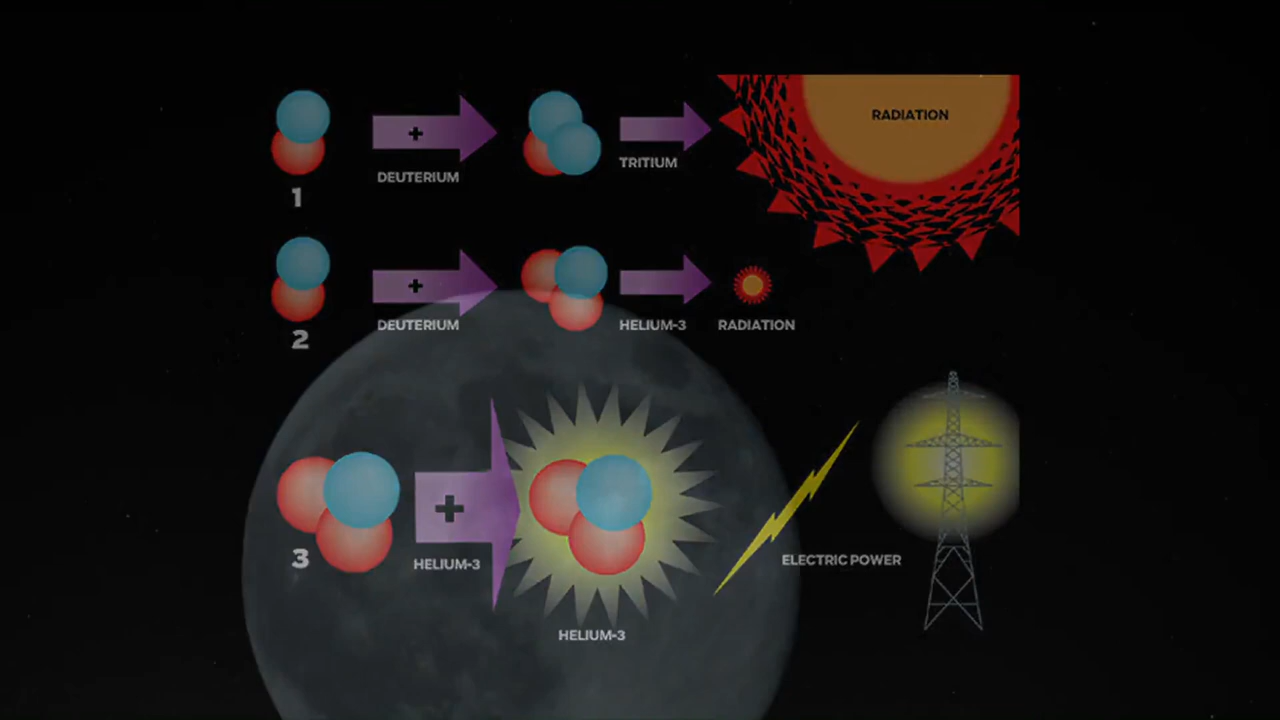 RADIATION
+
DEUTERIUM
TRITIUM
1
+
DEUTERIUM
HELIUM-3
RADIATION
2
+
HELIUM-3
3
ELECTRIC POWER
HELIUM-3